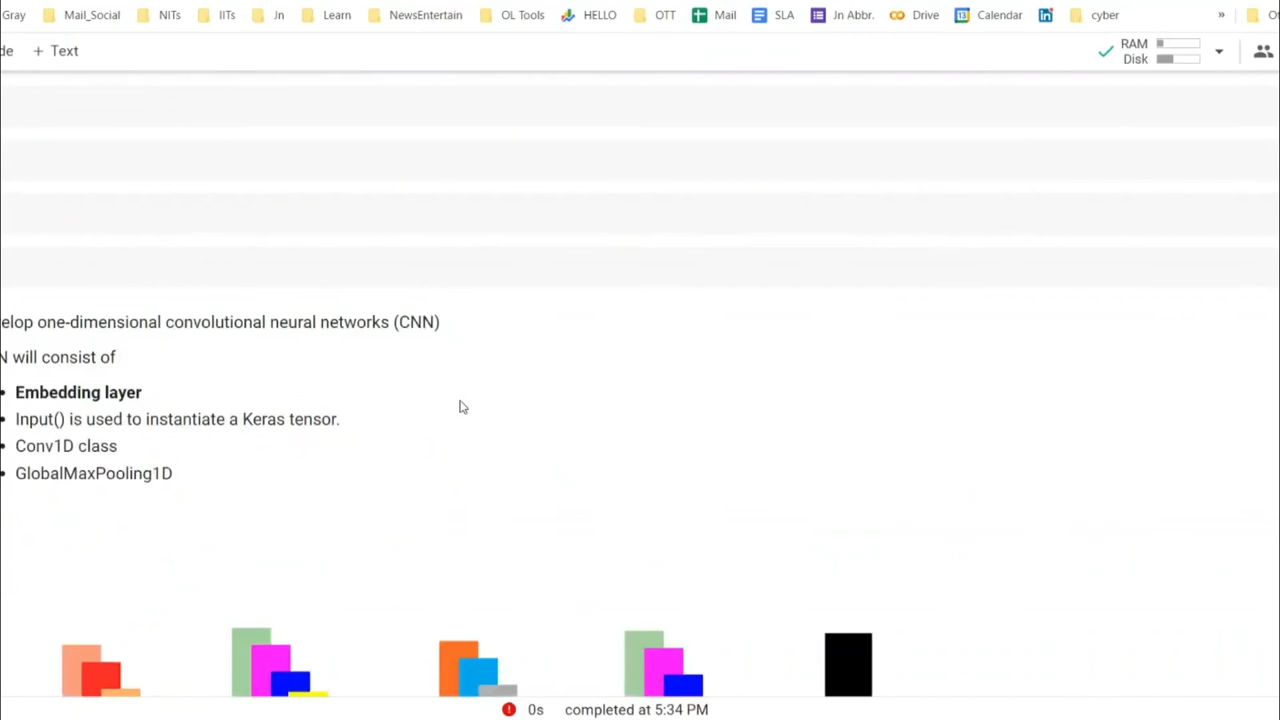 Gray Mail_Social NITs IITs Jn Learn NewsEntertain OL Tools HELLO OTT Mail SLA Jn Abbr. Drive 13 Calendar in cyber »
de + Text RAM
Disk
elop one-dimensional convolutional neural networks (CNN)
N will consist of
Embedding layer
Input() is used to instantiate a Keras tensor.
Conv1D class
GlobalMaxPooling1D
0s completed at 5:34 PM